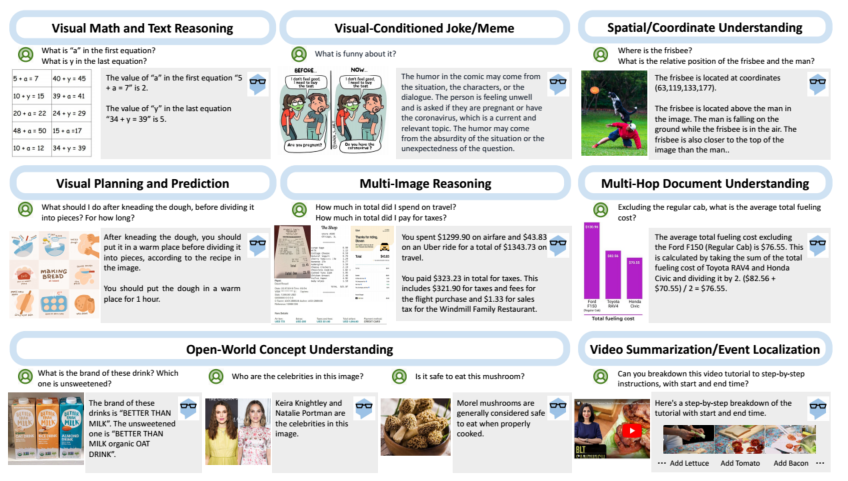 Visual Math and Text Reasoning
What is "a" in the first equation?
What is y in the last equation?
5 + a = 7
40 + y = 45
10 + y = 15
39 + a = 41
20 + a = 22
24 + y = 29
48 + a = 50
15 + a =17
10 + a = 12
34 + y = 39
The value of "a" in the first equation "5
+ a = 7" is 2.
The value of "y" in the last equation
"34 + y = 39" is 5.
Visual-Conditioned Joke/Meme
What is funny about it?
BEFORE..
NOW...
I don't feel good.
I need to buy
the test!
I don't feel good.
I need to buy
the test!
Are you pregnant?
Do you have the
coronavirus?
The humor in the comic may come from
the situation, the characters, or the
dialogue. The person is feeling unwell
and is asked if they are pregnant or have
the coronavirus, which is a current and
relevant topic. The humor may come
from the absurdity of the situation or the
unexpectedness of the question.
Spatial/Coordinate Understanding
Where is the frisbee?
What is the relative position of the frisbee and the man?
The frisbee is located at coordinates
(63,119,133,177).
The frisbee is located above the man in
the image. The man is falling on the
ground while the frisbee is in the air. The
frisbee is also closer to the top of the
image than the man..
Visual Planning and Prediction
What should I do after kneading the dough, before dividing it
into pieces? For how long?
MAKING
BREAD
After kneading the dough, you should
put it in a warm place before dividing it
into pieces, according to the recipe in
the image.
You should put the dough in a warm
place for 1 hour.
Multi-Image Reasoning
How much in total did I spend on travel?
How much in total did I pay for taxes?
The Shop
You spent $1299.90 on airfare and $43.83
on an Uber ride for a total of $1343.73 on
travel.
You paid $323.23 in total for taxes. This
includes $321.90 for taxes and fees for
the flight purchase and $1.33 for sales
tax for the Windmill Family Restaurant.
Multi-Hop Document Understanding
Excluding the regular cab, what is the average total fueling
cost?
$82.56
$70.55
Ford
F150
Toyota
RAV4
Honda
Civic
Total fueling cost
The average total fueling cost excluding
the Ford F150 (Regular Cab) is $76.55. This
is calculated by taking the sum of the total
fueling cost of Toyota RAV4 and Honda
Civic and dividing it by 2. ($82.56 +
$70.55) / 2 = $76.55.
Open-World Concept Understanding
What is the brand of these drink? Which
one is unsweetened?
BETTER
THAN
MILK
BETTER
THAN
MILK
BETTER
THAN
MILK
The brand of these
drinks is "BETTER THAN
MILK". The unsweetened
one is "BETTER THAN
MILK organic OAT
DRINK".
Who are the celebrities in this image?
Keira Knightley and
Natalie Portman are
the celebrities in this
image.
Is it safe to eat this mushroom?
Morel mushrooms are
generally considered safe
to eat when properly
cooked.
Video Summarization/Event Localization
Can you breakdown this video tutorial to step-by-step
instructions, with start and end time?
BLT
Here's a step-by-step breakdown of the
tutorial with start and end time.
··· Add Lettuce Add Tomato Add Bacon ···